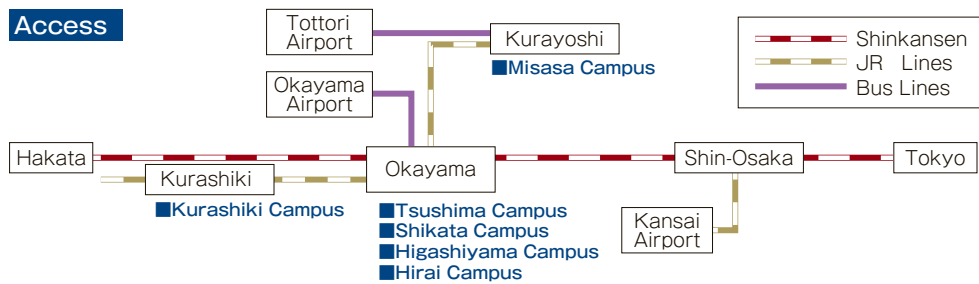 Access
Tottori
Airport
Kurayoshi
■Misasa Campus
Shinkansen
JR Lines
Bus Lines
Okayama
Airport
Hakata
Kurashiki
■Kurashiki Campus
Okayama
■Tsushima Campus
■Shikata Campus
■Higashiyama Campus
■Hirai Campus
Shin-Osaka
Tokyo
Kansai
Airport